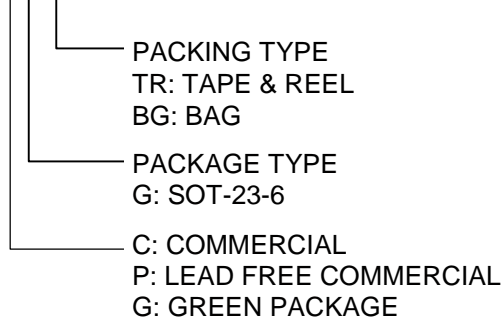 PACKING TYPE
TR: TAPE & REEL
BG: BAG
PACKAGE TYPE
G: SOT-23-6
C: COMMERCIAL
P: LEAD FREE COMMERCIAL
G: GREEN PACKAGE